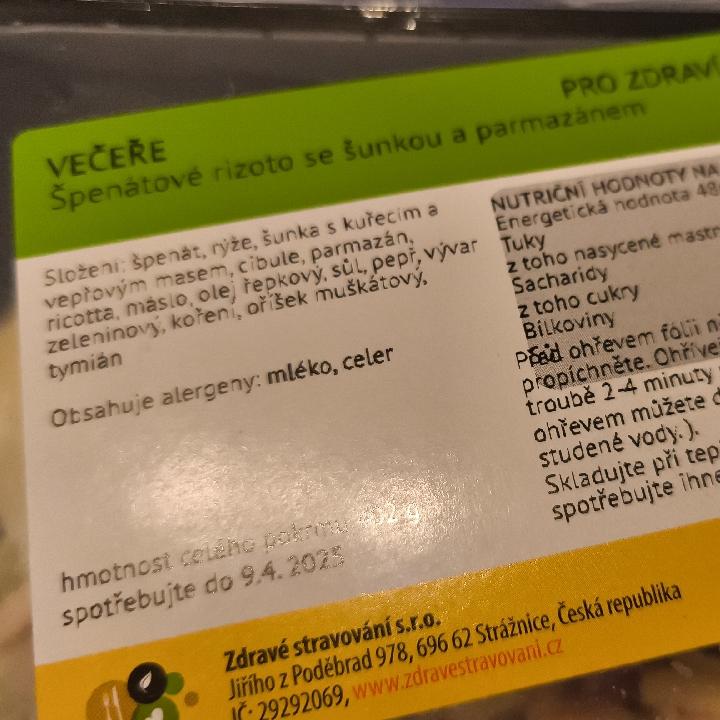 PRO ZDRAVÍ
VEČEŘE
Špenátové rizoto se šunkou a parmazánem
Složení: špenát, rýže, šunka s kuřecím a
vepřovým masem, cibule, parmazán,
ricotta, máslo, olej řepkový, sůl, pepř, vývar
zeleninový, koření, oříšek muškátový,
tymián
Obsahuje alergeny: mléko, celer
hmotnost celého pokrmu
spotřebujte do 9.4. 2025
NUTRIČNÍ HODNOTY NA
Energetická hodnota 48
Tuky
z toho nasycené mastn
Sacharidy
z toho cukry
Bílkoviny
Před ohřevem fólii
propíchněte. Ohříve
troubě 2-4 minuty
ohřevem můžete d
studené vody.).
Skladujte při tep
spotřebujte ihne
Zdravé stravování s.r.o.
Jiřího z Poděbrad 978, 696 62 Strážnice, Česká republika
IČ: 29292069, www.zdravestravovani.cz